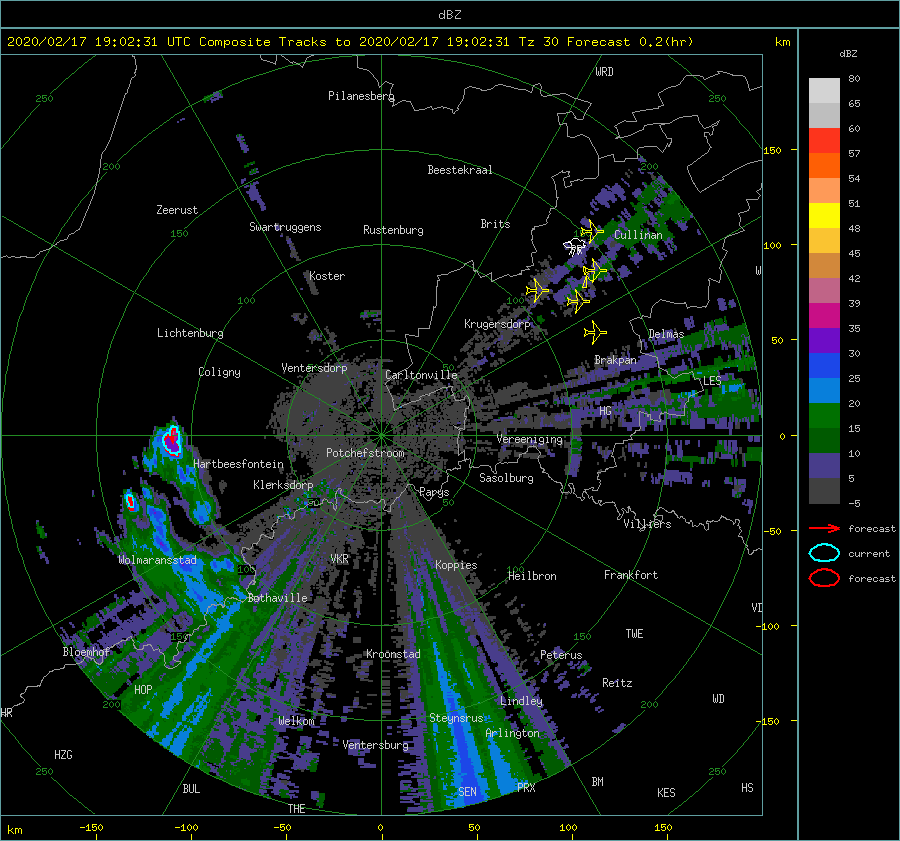 dBZ
2020/02/17 19:02:31 UTC Composite Tracks to 2020/02/17 19:02:31 Tz 30 Forecast 0.2(hr)
km
dBZ
WRD
80
250
Pilanesberg
250
65
60
150
57
200
Beestekraal
200
54
Zeerust
51
Swartruggens
Rustenburg
Brits
150
Cullinan
48
100
45
Koster
42
100
100
39
Lichtenburg
Krugersdorp
Delmas
35
50
30
Coligny
Ventersdorp
Carltonville
Brakpan
LES
25
HG
20
0
Vereeniging
15
Potchefstroom
Hartbeesfontein
10
Klerksdorp
Parys
Sasolburg
5
50
50
-5
Villiers
-50
forecast
Wolmaransstad
VKR
Koppies
current
100
Heilbron
100
Frankfort
forecast
Bothaville
VD
-100
150
TWE
150
Bloemhof
Kroonstad
Peterus
Reitz
HOP
200
Lindley
200
WD
HR
Welkom
Steynsrus
-150
Arlington
Ventersburg
HZG
250
250
BUL
SEN
PRX
BM
KES
HS
THE
km
-150
-100
-50
0
50
100
150